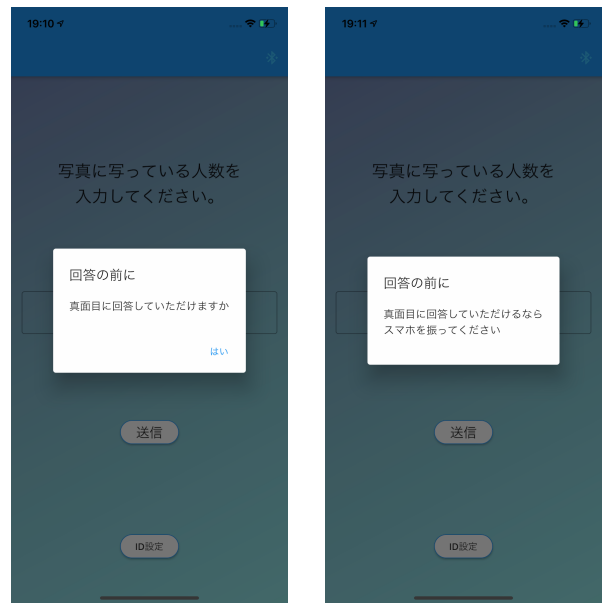 19:10
写真に写っている人数を
入力してください。
回答の前に
真面目に回答していただけますか
はい
送信
ID設定
19:11
写真に写っている人数を
入力してください。
回答の前に
真面目に回答していただけるなら
スマホを振ってください
送信
ID設定